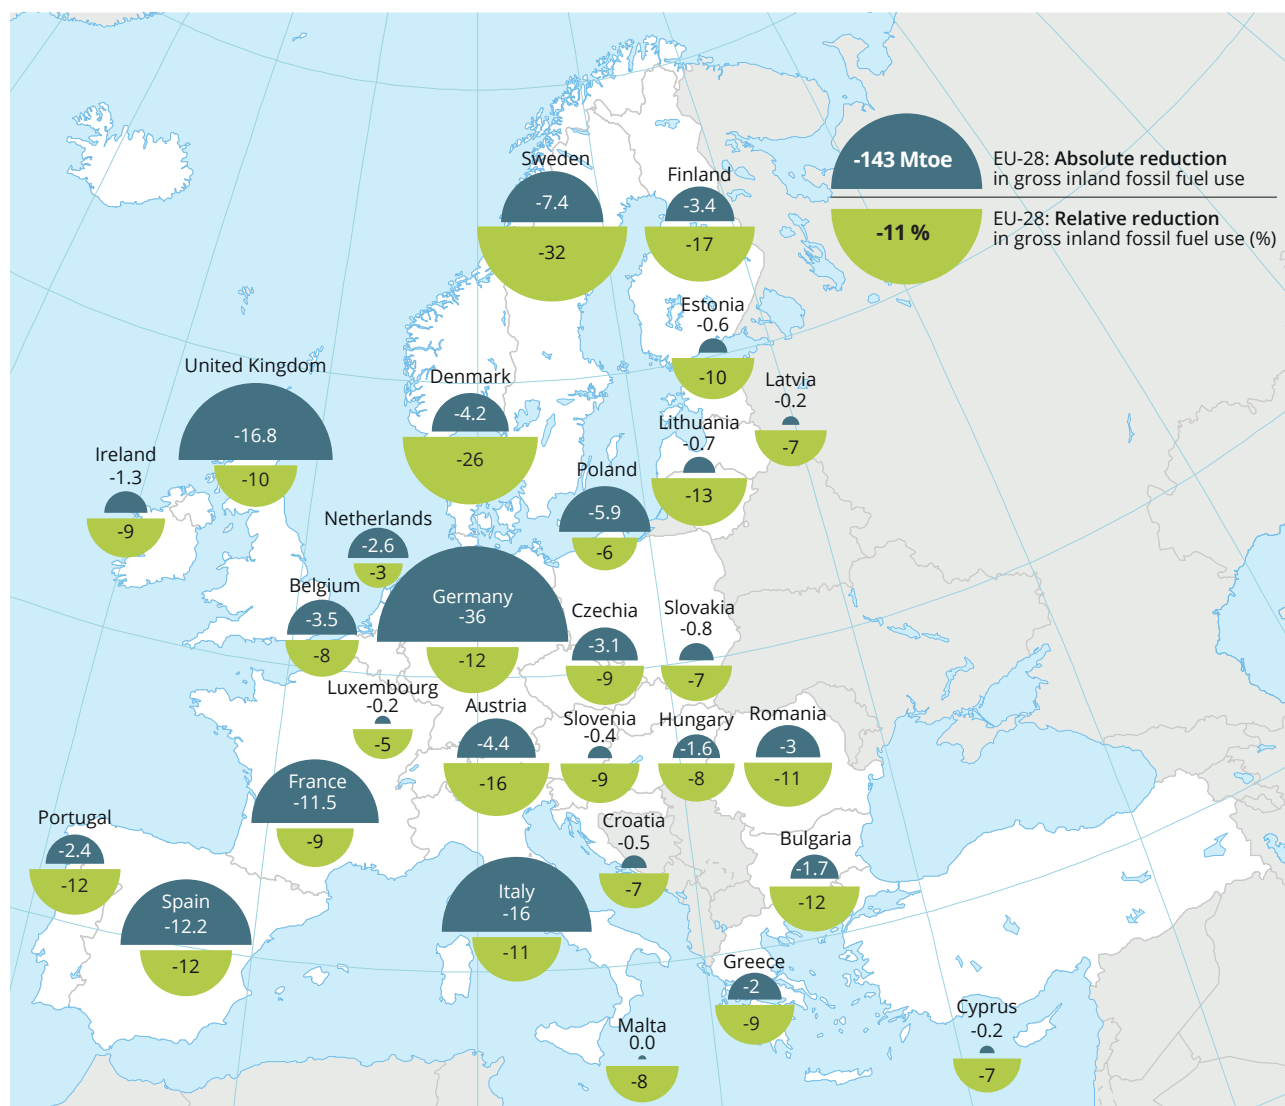 -143 Mtoe
EU-28: Absolute reduction
in gross inland fossil fuel use
-11 %
EU-28: Relative reduction
in gross inland fossil fuel use (%)
Sweden
-7.4
-32
Finland
-3.4
-17
Estonia
-0.6
-10
Latvia
-0.2
-7
Lithuania
-0.7
-13
United Kingdom
-16.8
-10
Denmark
-4.2
-26
Ireland
-1.3
-9
Poland
-5.9
-6
Netherlands
-2.6
-3
Belgium
-3.5
-8
Germany
-36
-12
Czechia
-3.1
-9
Slovakia
-0.8
-7
Luxembourg
-0.2
-5
Austria
-4.4
-16
Slovenia
-0.4
-9
Hungary
-1.6
-8
Romania
-3
-11
France
-11.5
-9
Portugal
-2.4
-12
Spain
-12.2
-12
Italy
-16
-11
Croatia
-0.5
-7
Bulgaria
-1.7
-12
Greece
-2
-9
Malta
0.0
-8
Cyprus
-0.2
-7